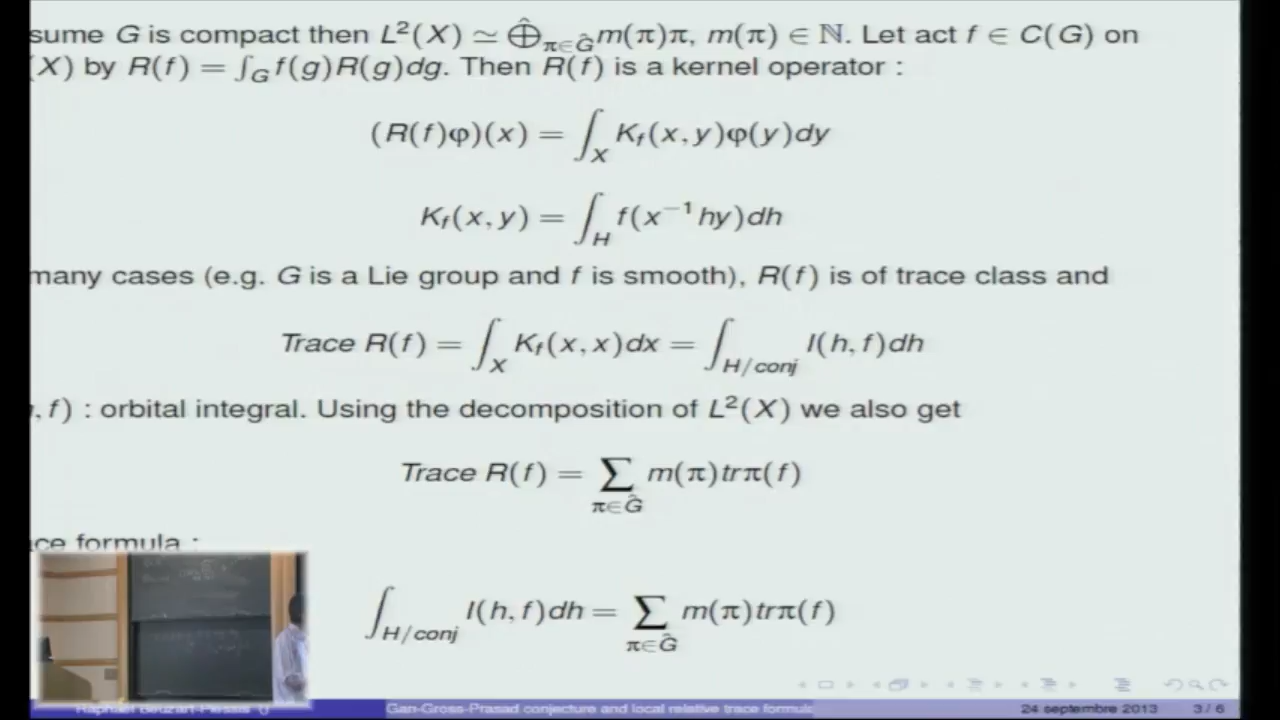 sume G is compact then L²(X) ≃ ⊕̂_{π∈Ĝ} m(π)π, m(π) ∈ ℕ. Let act f ∈ C(G) on
(X) by R(f) = ∫_G f(g)R(g)dg. Then R(f) is a kernel operator :
(R(f)φ)(x) = ∫_X K_f(x,y)φ(y)dy
K_f(x,y) = ∫_H f(x⁻¹hy)dh
many cases (e.g. G is a Lie group and f is smooth), R(f) is of trace class and
Trace R(f) = ∫_X K_f(x,x)dx = ∫_{H/conj} I(h,f)dh
, f) : orbital integral. Using the decomposition of L²(X) we also get
Trace R(f) = ∑_{π∈Ĝ} m(π)trπ(f)
ce formula :
∫_{H/conj} I(h,f)dh = ∑_{π∈Ĝ} m(π)trπ(f)
Raphaël Beuzart-Plessis () Gan-Gross-Prasad conjecture and local relative trace formula 24 septembre 2013 3 / 6